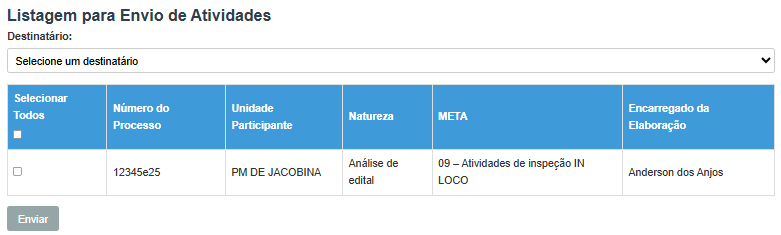 Listagem para Envio de Atividades
Destinatário:
Selecione um destinatário
Selecionar
Todos
Número do
Processo
Unidade
Participante
Natureza
META
Encarregado da
Elaboração
12345e25
PM DE JACOBINA
Análise de
edital
09 – Atividades de inspeção IN
LOCO
Anderson dos Anjos
Enviar